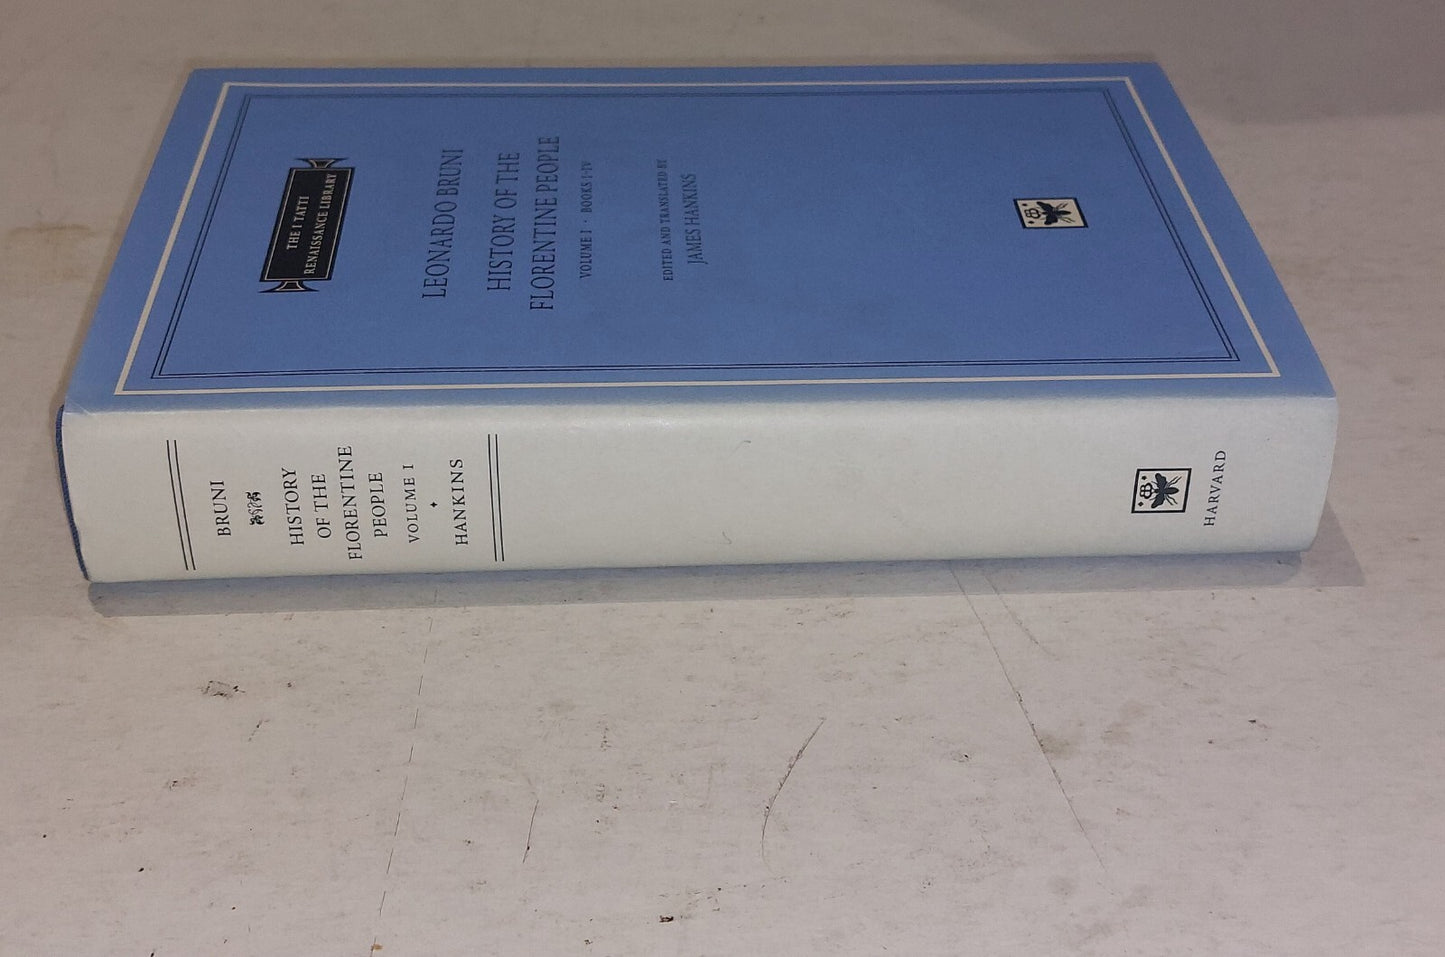 THE I TATTI
RENAISSANCE LIBRARY
LEONARDO BRUNI
HISTORY OF THE
FLORENTINE PEOPLE
VOLUME I · BOOKS I–IV
EDITED AND TRANSLATED BY
JAMES HANKINS
BRUNI
HISTORY
OF THE
FLORENTINE
PEOPLE
VOLUME I
HANKINS
HARVARD